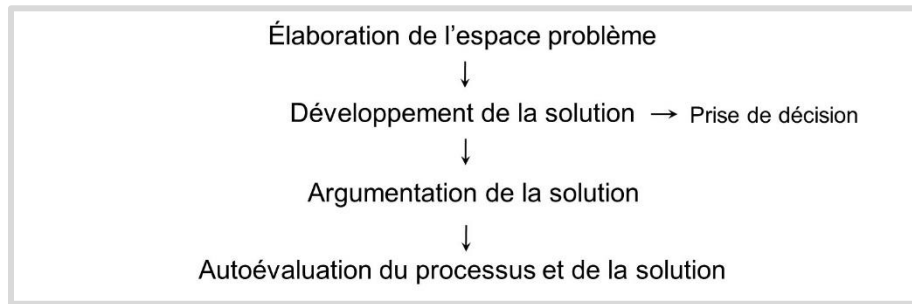 Élaboration de l’espace problème
↓
Développement de la solution → Prise de décision
↓
Argumentation de la solution
↓
Autoévaluation du processus et de la solution